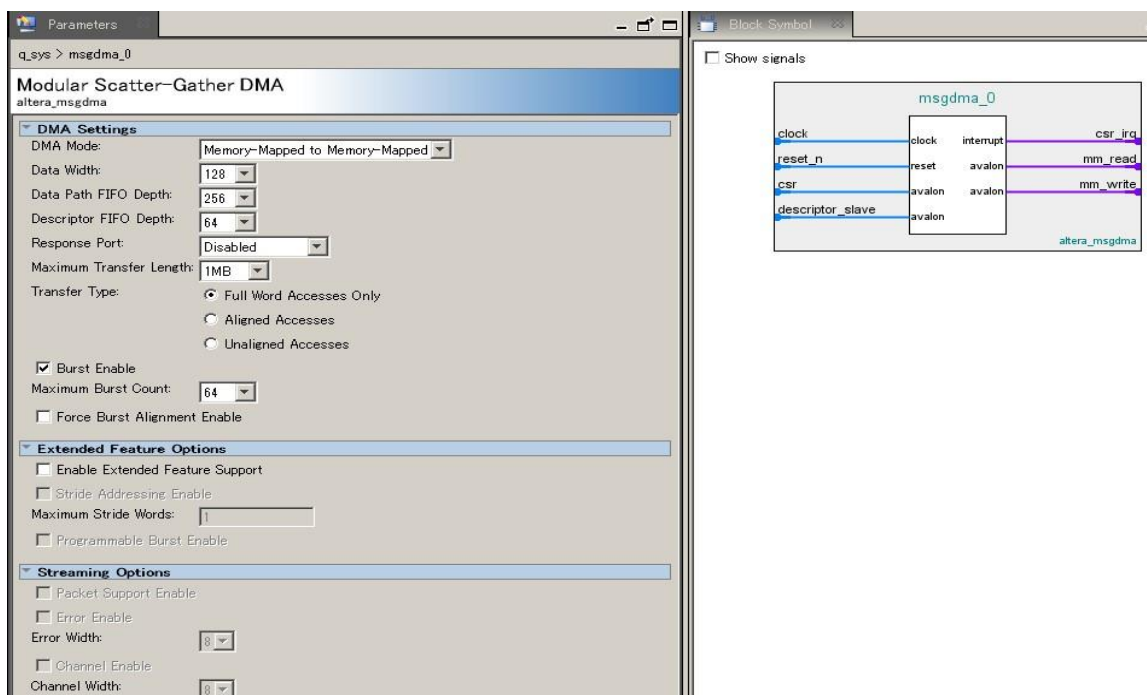 Parameters
q_sys > msgdma_0
Modular Scatter-Gather DMA
altera_msgdma
DMA Settings
DMA Mode: Memory-Mapped to Memory-Mapped
Data Width: 128
Data Path FIFO Depth: 256
Descriptor FIFO Depth: 64
Response Port: Disabled
Maximum Transfer Length: 1MB
Transfer Type: Full Word Accesses Only
Aligned Accesses
Unaligned Accesses
Burst Enable
Maximum Burst Count: 64
Force Burst Alignment Enable
Extended Feature Options
Enable Extended Feature Support
Stride Addressing Enable
Maximum Stride Words: 1
Programmable Burst Enable
Streaming Options
Packet Support Enable
Error Enable
Error Width: 8
Channel Enable
Channel Width: 8
Block Symbol
Show signals
msgdma_0
clock clock interrupt csr_irq
reset_n reset avalon mm_read
csr avalon avalon mm_write
descriptor_slave avalon
altera_msgdma